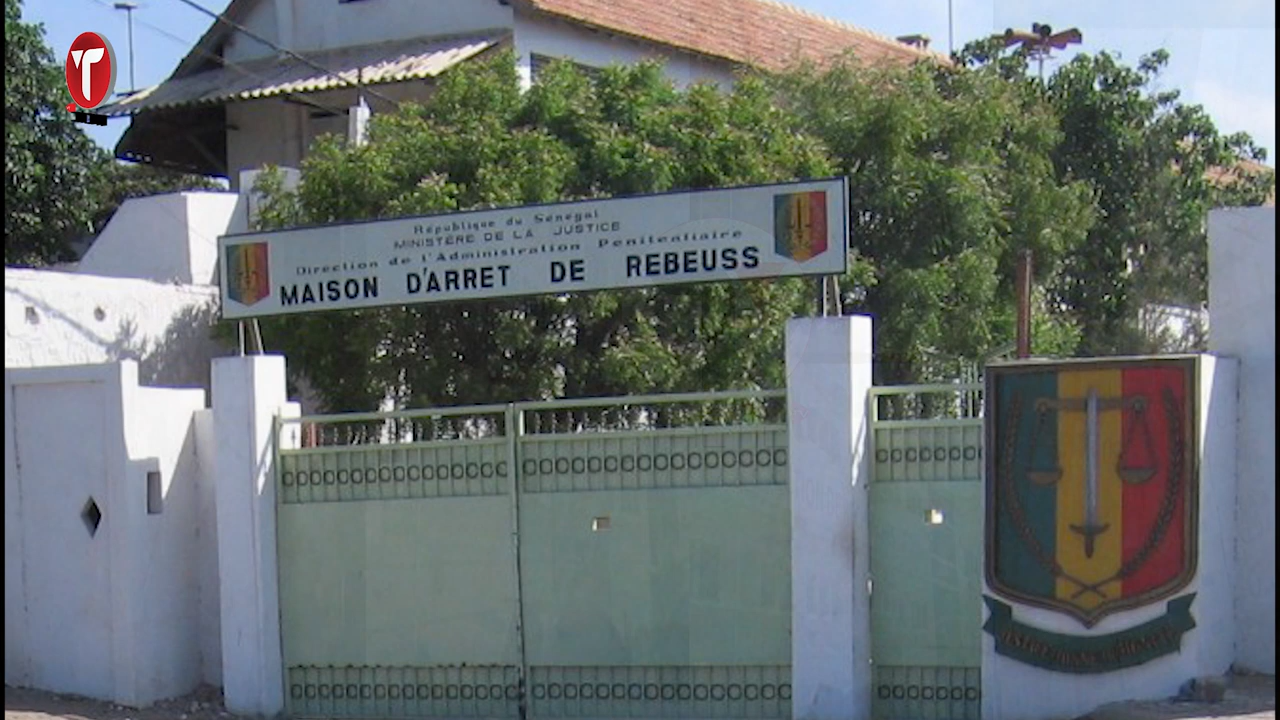 République du Sénégal
MINISTÈRE DE LA JUSTICE
Direction de l'Administration Pénitentiaire
MAISON D'ARRET DE REBEUSS